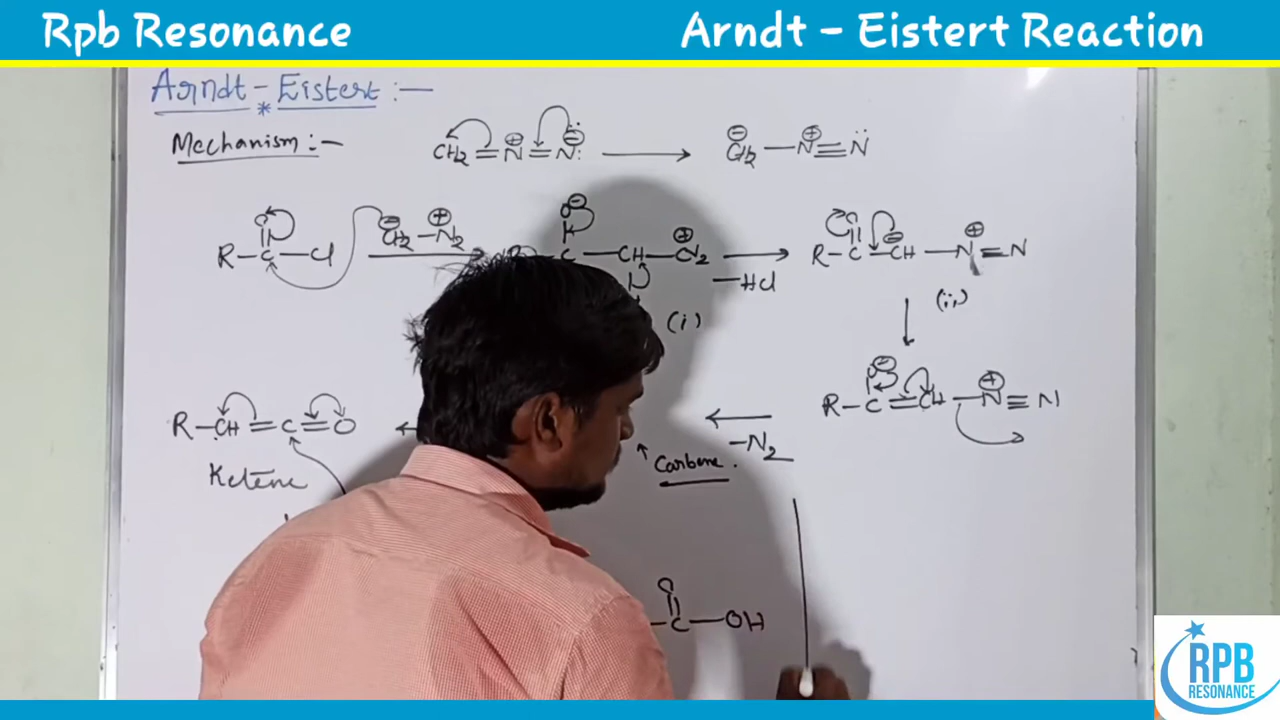 Rpb Resonance
Arndt - Eistert Reaction
Arndt - Eistert :-
Mechanism :-
CH2 = N⊕ = N⊖: ⟶ ⊖CH2 — N⊕ ≡ N̈
R - C(=O) - Cl
⊖CH2 - N2⊕
CH - N2⊕
- HCl
R - C(=O) - CH⊖ - N⊕ ≡ N
(i)
(ii)
R - C(-O⊖) = CH - N⊕ ≡ N
- N2
Carbene.
R - CH = C = O
Ketene
- C(=O) - OH
RPB
RESONANCE